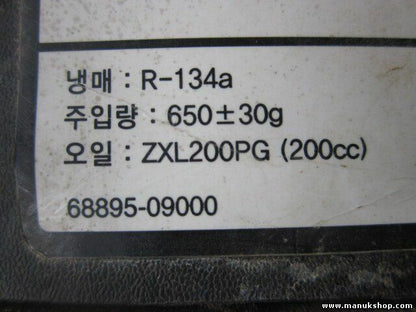 냉매 : R-134a
주입량 : 650±30g
오일 : ZXL200PG (200cc)
68895-09000
www.manukshop.com